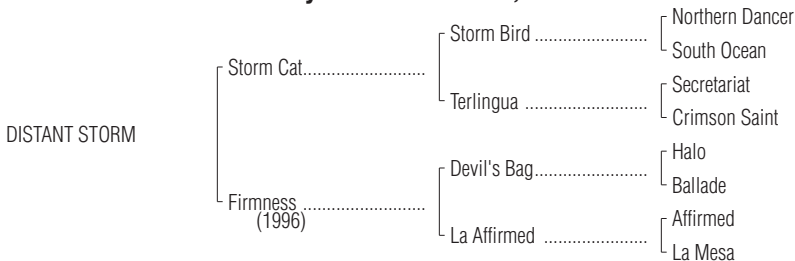 Northern Dancer
Storm Bird ........................
South Ocean
Storm Cat..........................
Secretariat
Terlingua ..........................
Crimson Saint
DISTANT STORM
Halo
Devil's Bag........................
Ballade
Firmness ..........................
(1996)
Affirmed
La Affirmed ......................
La Mesa